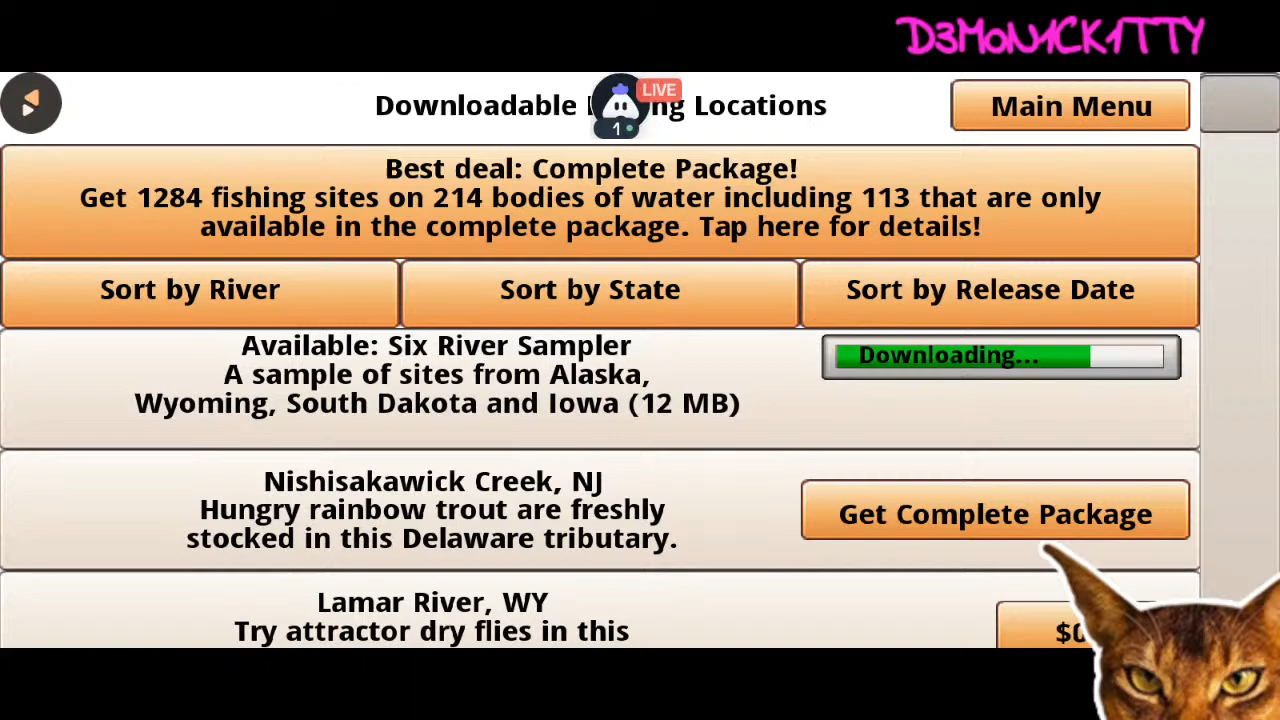 D3MoN1CK1TTY
LIVE
Downloadable ng Locations
1
Main Menu
Best deal: Complete Package!
Get 1284 fishing sites on 214 bodies of water including 113 that are only
available in the complete package. Tap here for details!
Sort by River
Sort by State
Sort by Release Date
Available: Six River Sampler
A sample of sites from Alaska,
Wyoming, South Dakota and Iowa (12 MB)
Downloading...
Nishisakawick Creek, NJ
Hungry rainbow trout are freshly
stocked in this Delaware tributary.
Get Complete Package
Lamar River, WY
Try attractor dry flies in this